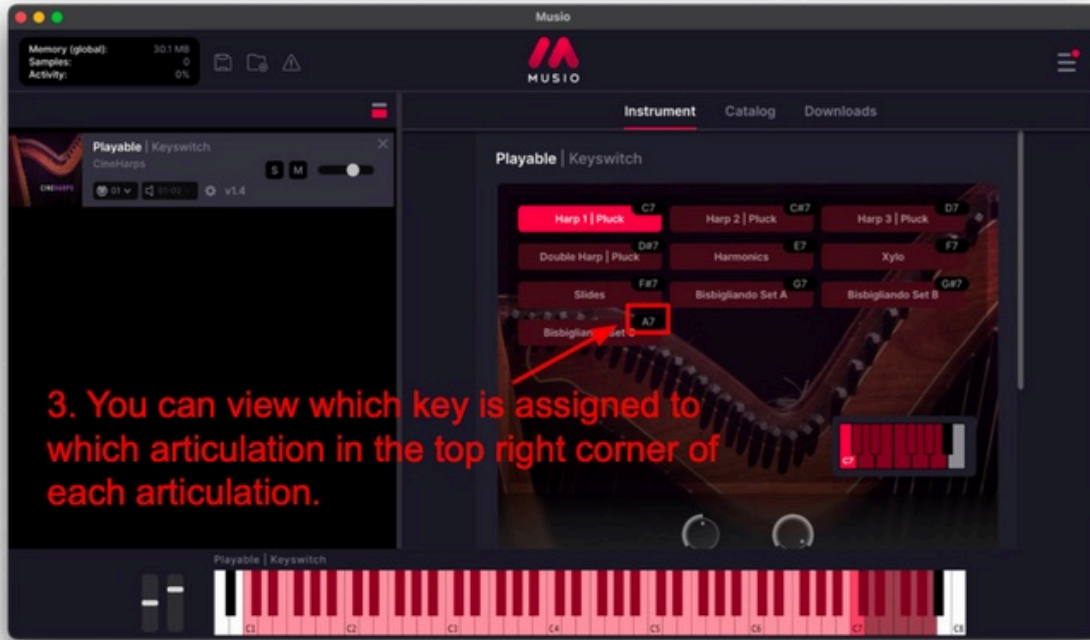 Musio
Memory (global): 30.1 MB
Samples: 0
Activity: 0%
MUSIO
Instrument Catalog Downloads
Playable | Keyswitch
CineHarps
S M
01 01-02 v1.4
CINEHARPS
Playable | Keyswitch
Harp 1 | Pluck C7
Harp 2 | Pluck C#7
Harp 3 | Pluck D7
Double Harp | Pluck D#7
Harmonics E7
Xylo F7
Slides F#7
Bisbigliando Set A G7
Bisbigliando Set B G#7
A7
3. You can view which key is assigned to
which articulation in the top right corner of
each articulation.
C7
Playable | Keyswitch
C1 C2 C3 C4 C5 C6 C7 C8